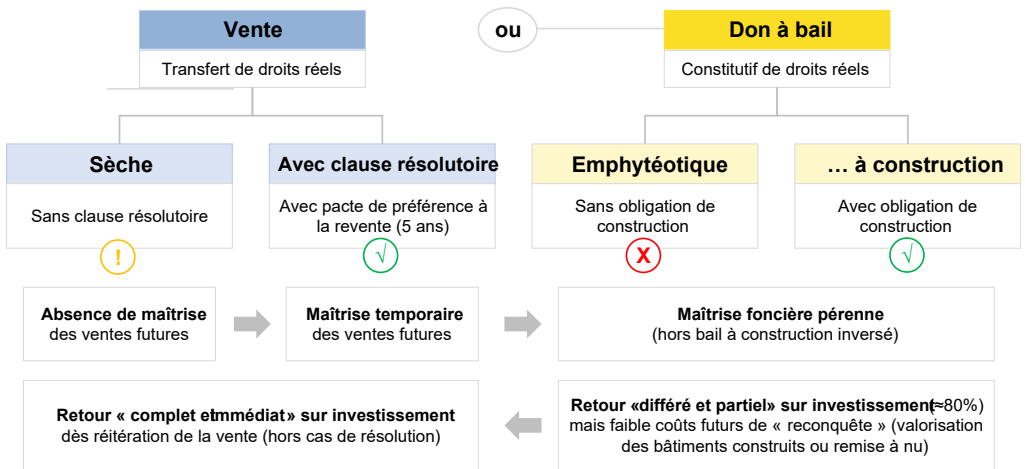 Vente
ou
Don à bail
Transfert de droits réels
Constitutif de droits réels
Sèche
Avec clause résolutoire
Emphytéotique
… à construction
Sans clause résolutoire
Avec pacte de préférence à
la revente (5 ans)
Sans obligation de
construction
Avec obligation de
construction
!
√
X
√
Absence de maîtrise
des ventes futures
Maîtrise temporaire
des ventes futures
Maîtrise foncière pérenne
(hors bail à construction inversé)
Retour « complet et immédiat » sur investissement
dès réitération de la vente (hors cas de résolution)
Retour «différé et partiel» sur investissement (≈80%)
mais faible coûts futurs de « reconquête » (valorisation
des bâtiments construits ou remise à nu)